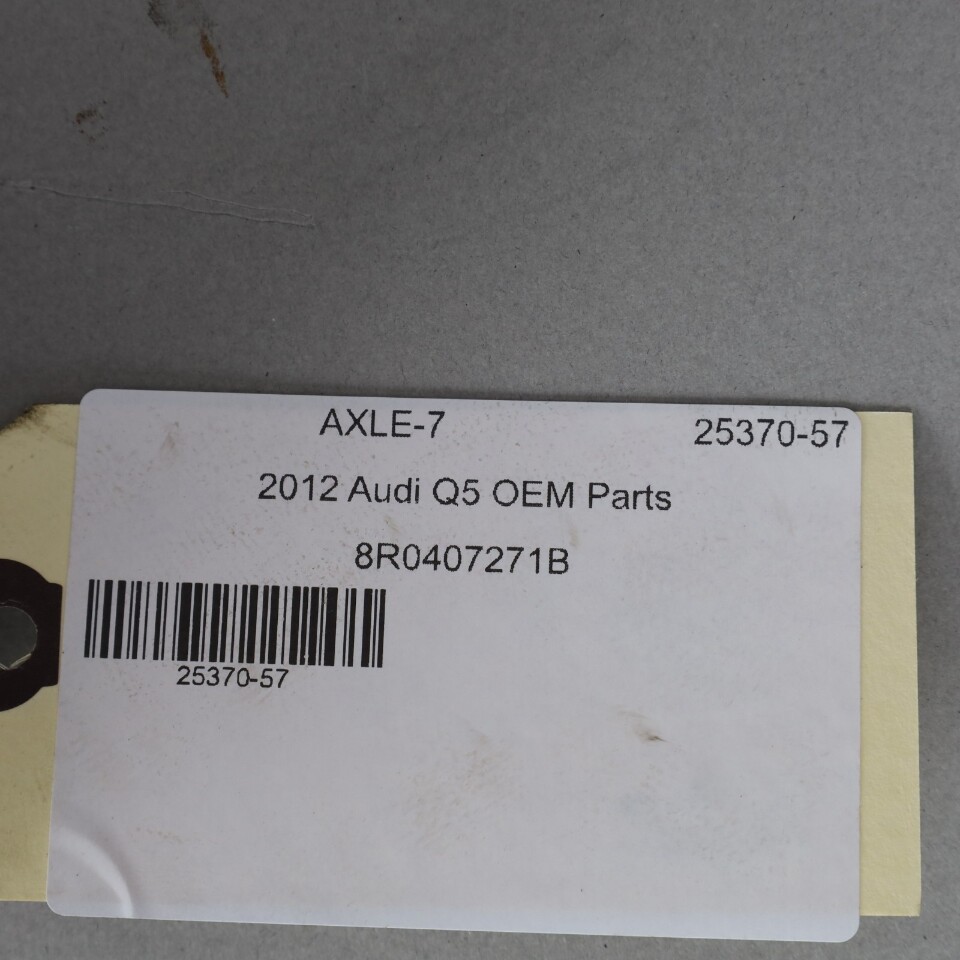 AXLE-7 25370-57
2012 Audi Q5 OEM Parts
8R0407271B
25370-57